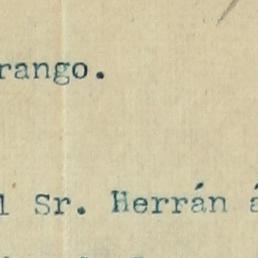 rango.
l Sr. Herrán á